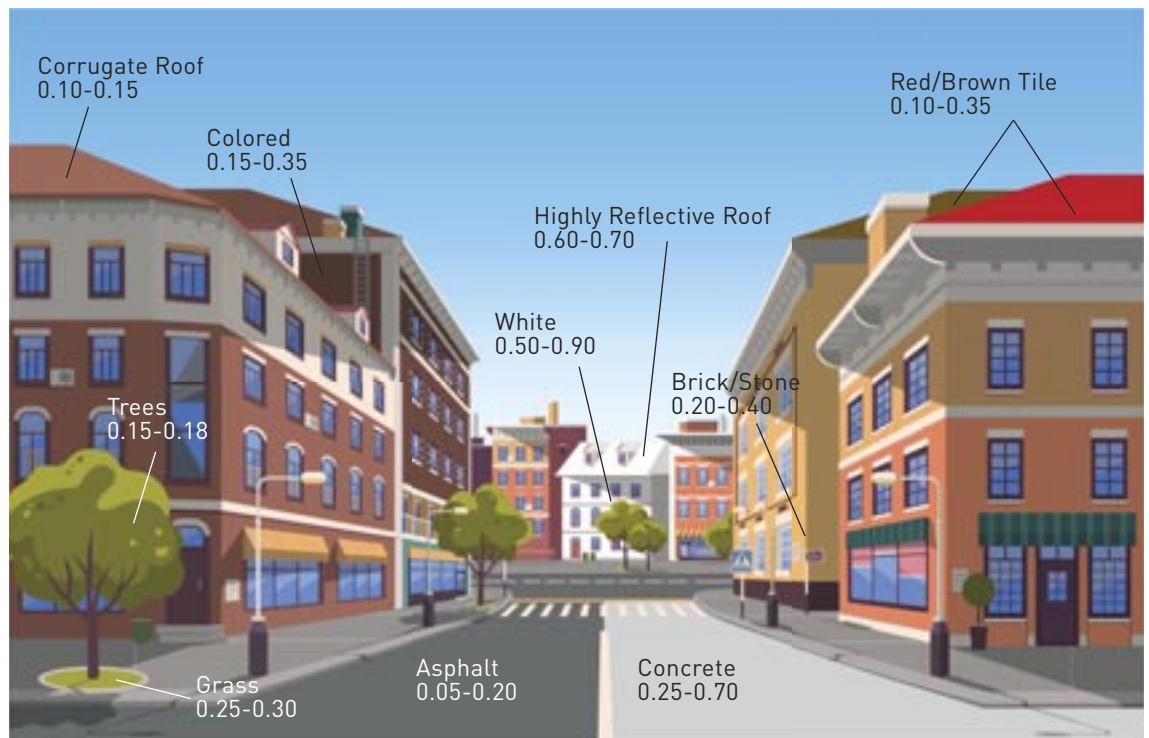 Corrugate Roof
0.10-0.15
Red/Brown Tile
0.10-0.35
Colored
0.15-0.35
Highly Reflective Roof
0.60-0.70
White
0.50-0.90
Brick/Stone
0.20-0.40
Trees
0.15-0.18
Asphalt
0.05-0.20
Concrete
0.25-0.70
Grass
0.25-0.30